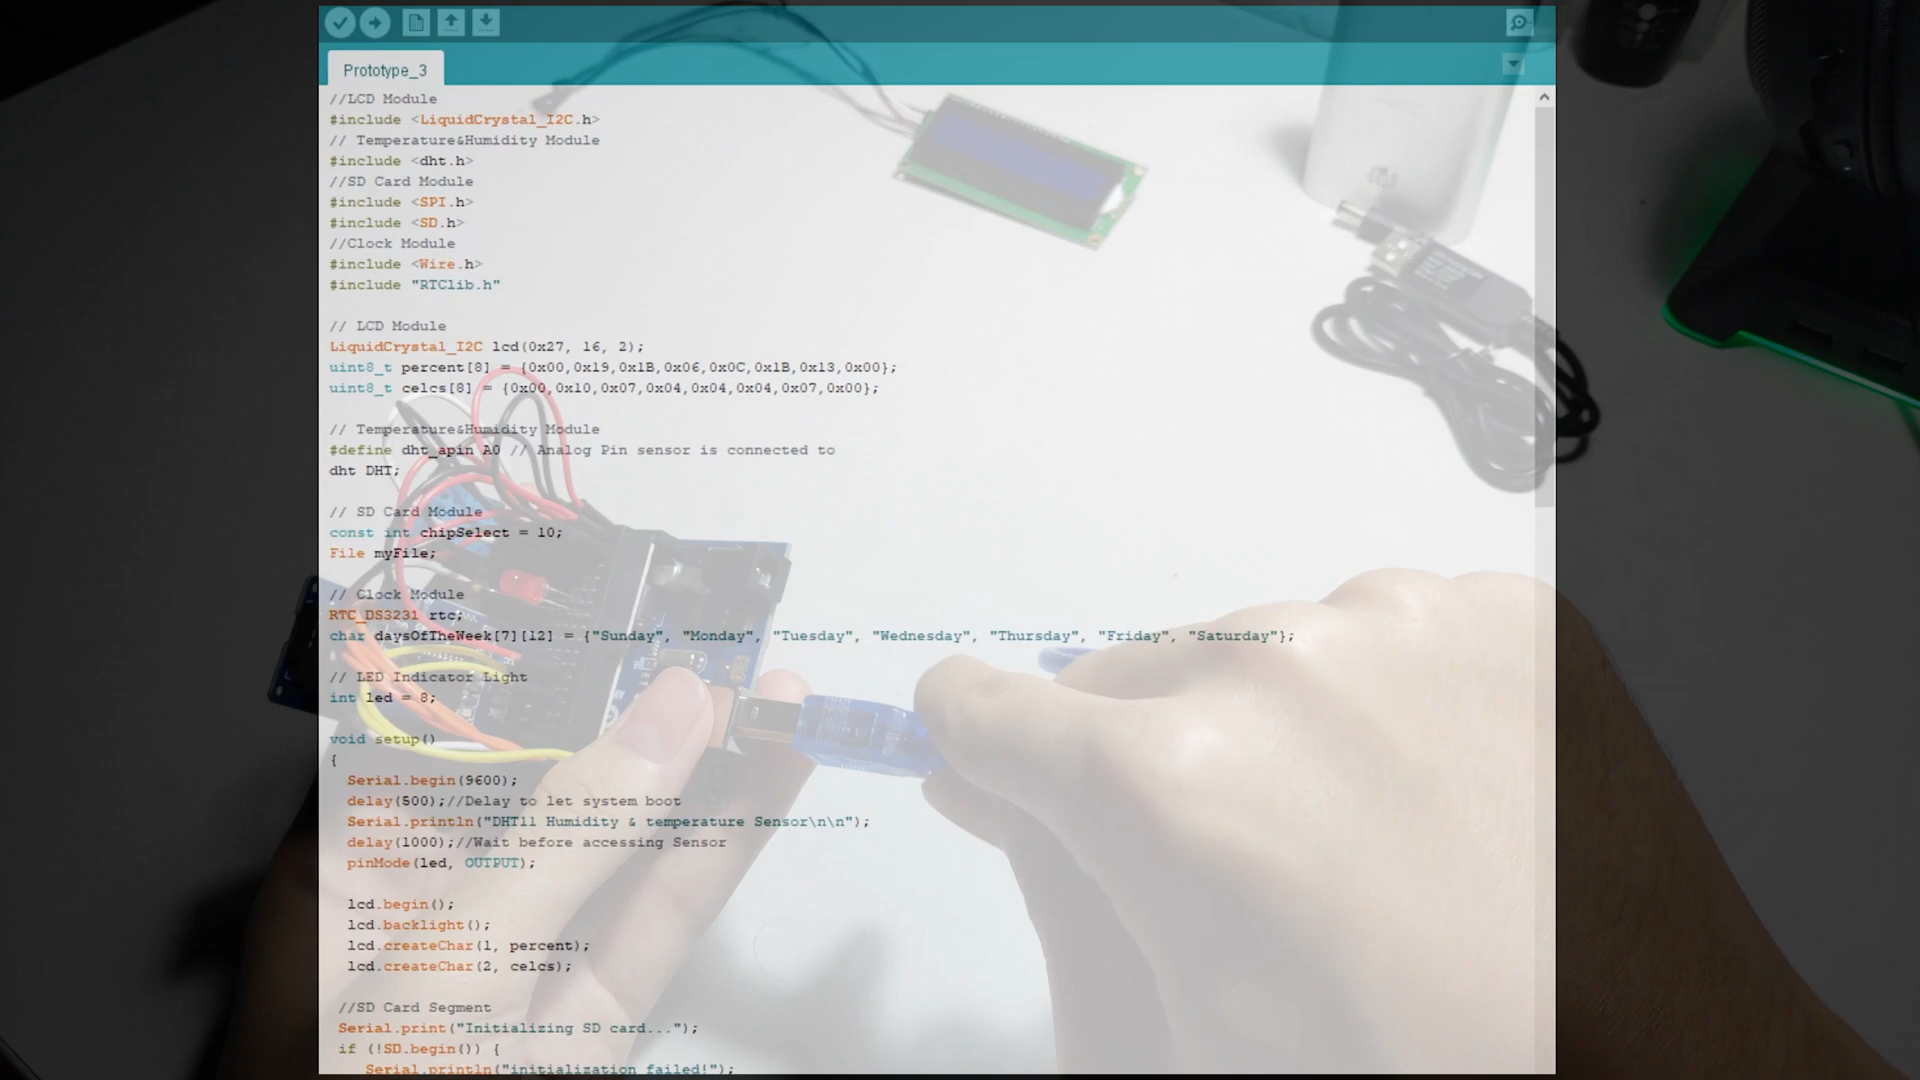 Prototype_3
//LCD Module
#include <LiquidCrystal_I2C.h>
// Temperature&Humidity Module
#include <dht.h>
//SD Card Module
#include <SPI.h>
#include <SD.h>
//Clock Module
#include <Wire.h>
#include "RTClib.h"
// LCD Module
LiquidCrystal_I2C lcd(0x27, 16, 2);
uint8_t percent[8] = {0x00,0x19,0x1B,0x06,0x0C,0x1B,0x13,0x00};
uint8_t celcs[8] = {0x00,0x10,0x07,0x04,0x04,0x04,0x07,0x00};
// Temperature&Humidity Module
#define dht_apin A0 // Analog Pin sensor is connected to
dht DHT;
// SD Card Module
const int chipSelect = 10;
File myFile;
// Clock Module
RTC_DS3231 rtc;
char daysOfTheWeek[7][12] = {"Sunday", "Monday", "Tuesday", "Wednesday", "Thursday", "Friday", "Saturday"};
// LED Indicator Light
int led = 8;
void setup()
{
Serial.begin(9600);
delay(500);//Delay to let system boot
Serial.println("DHT11 Humidity & temperature Sensor\n\n");
delay(1000);//Wait before accessing Sensor
pinMode(led, OUTPUT);
lcd.begin();
lcd.backlight();
lcd.createChar(1, percent);
lcd.createChar(2, celcs);
//SD Card Segment
Serial.print("Initializing SD card...");
if (!SD.begin()) {
Serial.println("initialization failed!");